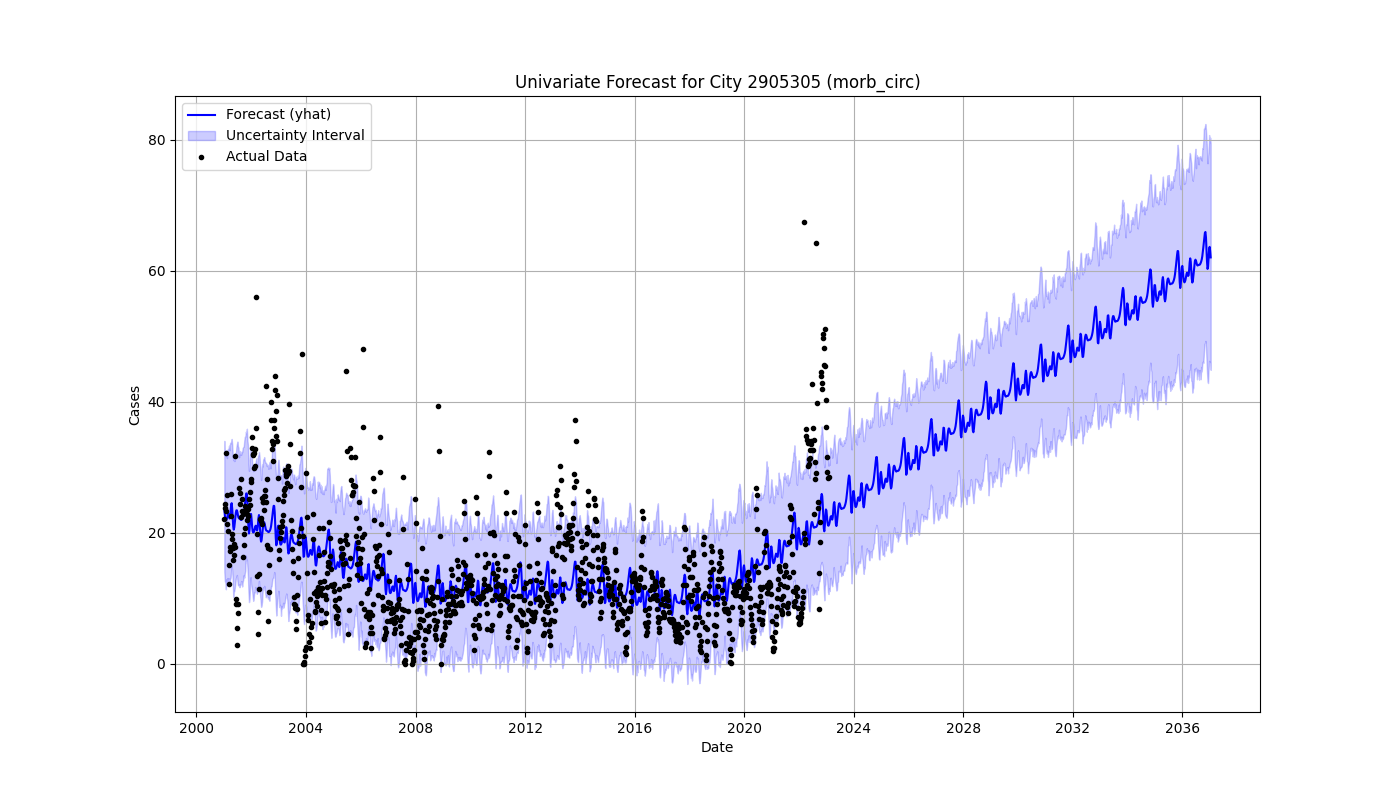 Univariate Forecast for City 2905305 (morb_circ)
Forecast (yhat)
Uncertainty Interval
Actual Data
80
60
40
20
0
Cases
2000 2004 2008 2012 2016 2020 2024 2028 2032 2036
Date